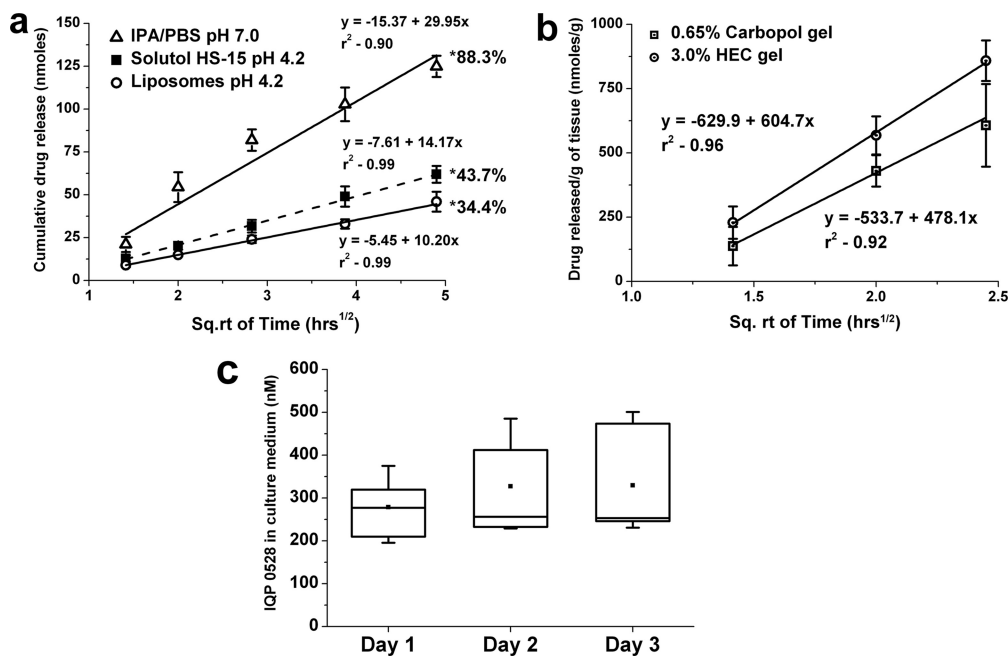 a
IPA/PBS pH 7.0
Solutol HS-15 pH 4.2
Liposomes pH 4.2
y = -15.37 + 29.95x
r² - 0.90
*88.3%
y = -7.61 + 14.17x
r² - 0.99
*43.7%
*34.4%
y = -5.45 + 10.20x
r² - 0.99
Cumulative drug release (nmoles)
150
125
100
75
50
25
0
1
2
3
4
5
Sq.rt of Time (hrs^1/2)
b
0.65% Carbopol gel
3.0% HEC gel
y = -629.9 + 604.7x
r² - 0.96
y = -533.7 + 478.1x
r² - 0.92
Drug released/g of tissue (nmoles/g)
1000
750
500
250
0
1.0
1.5
2.0
2.5
Sq. rt of Time (hrs^1/2)
c
IQP 0528 in culture medium (nM)
600
500
400
300
200
100
0
Day 1
Day 2
Day 3